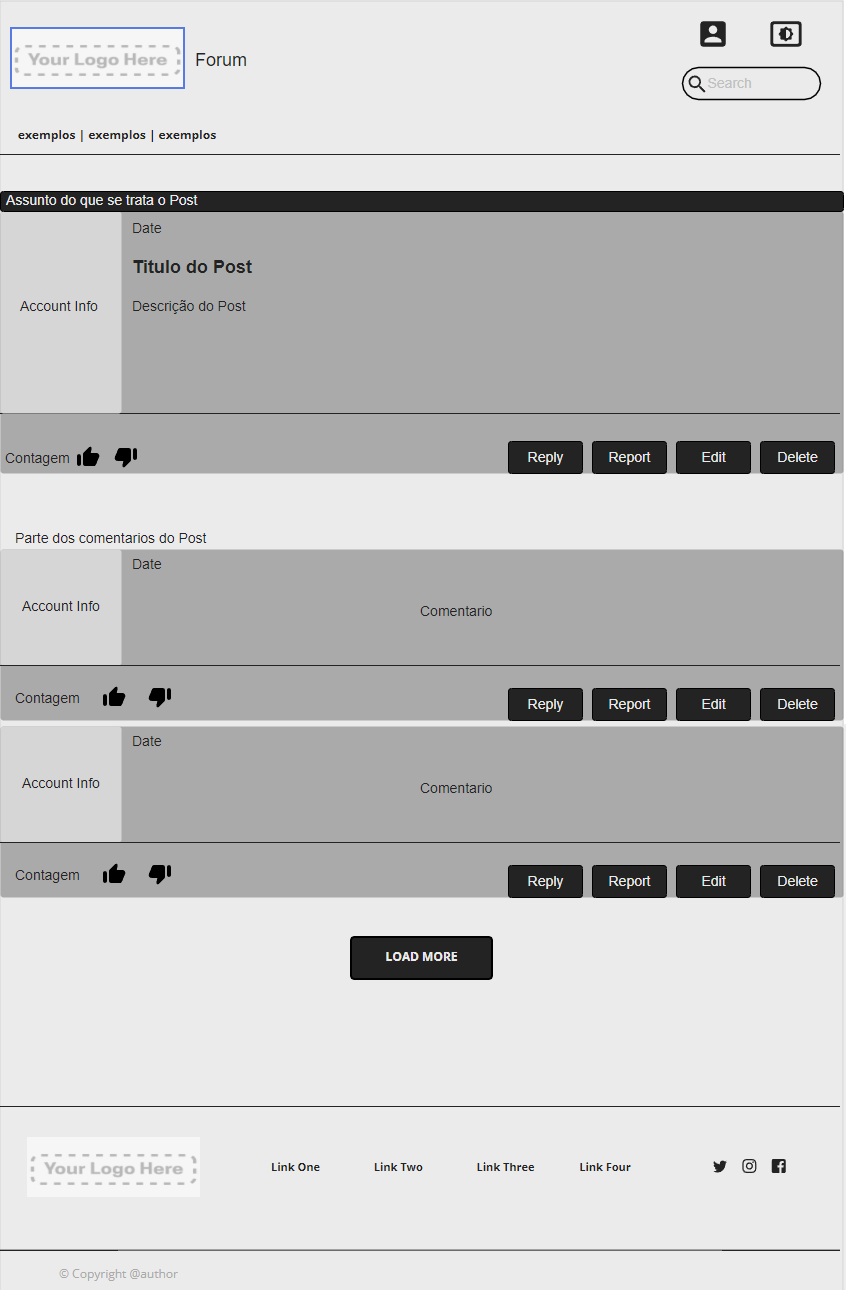 Your Logo Here
Forum
Search
exemplos | exemplos | exemplos
Assunto do que se trata o Post
Date
Titulo do Post
Account Info
Descrição do Post
Contagem
Reply
Report
Edit
Delete
Parte dos comentarios do Post
Date
Account Info
Comentario
Contagem
Reply
Report
Edit
Delete
Date
Account Info
Comentario
Contagem
Reply
Report
Edit
Delete
LOAD MORE
Your Logo Here
Link One
Link Two
Link Three
Link Four
© Copyright @author